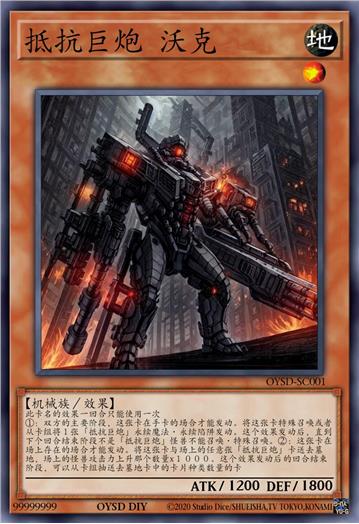 抵抗巨炮 沃克
地
OYSD-SC001
ATK/1200 DEF/1800
[机械族/效果]
此卡名的效果一回合只能使用一次
①：双方的主要阶段，这张卡在手卡的场合才能发动。将这张卡特殊召唤或者
从卡组将1张「抵抗巨炮」永续魔法·永续陷阱发动。这个效果发动后，直到
下个回合结束阶段不是「抵抗巨炮」怪兽不能召唤·特殊召唤。②：这张卡在
场上存在的场合才能发动。将这张卡与场上的任意张「抵抗巨炮」卡送去墓
地，场上的怪兽攻击力上升那个数量x1000。这个效果发动后的回合结束
阶段，可以从卡组抽送去墓地卡中的卡片种类数量的卡
99999999 OYSD DIY ©2020 Studio Dice/SHUEISHA,TV TOKYO,KONAMI